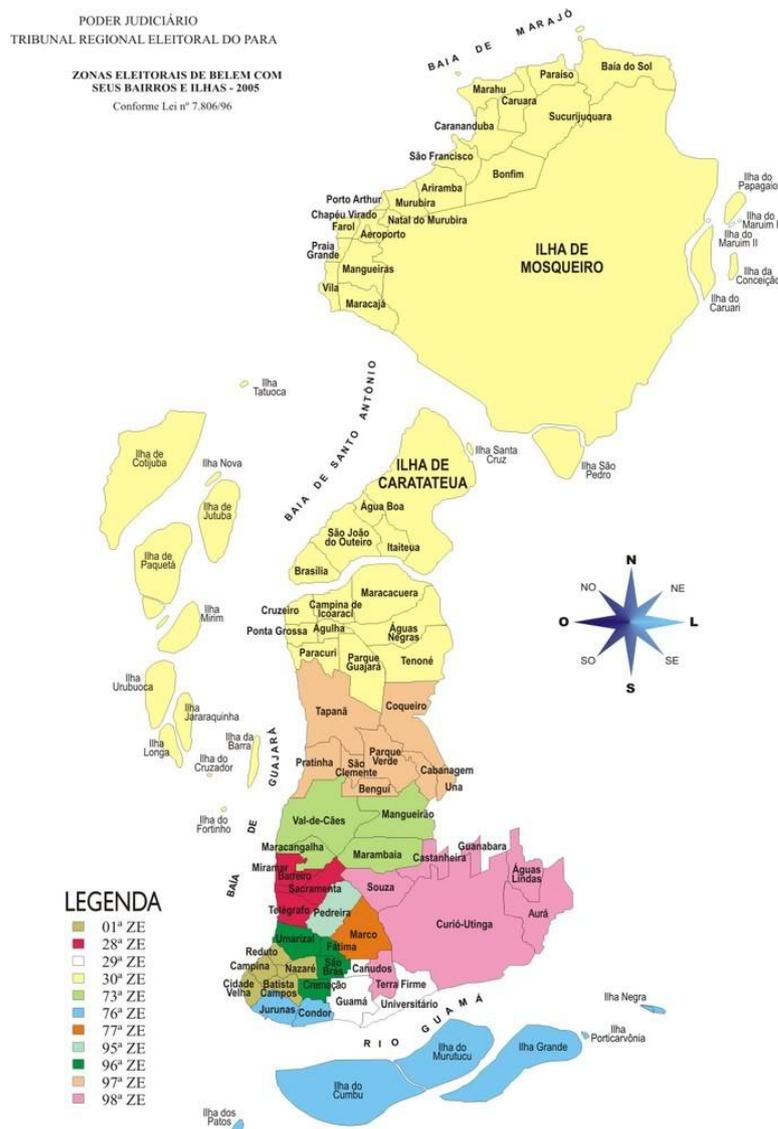 PODER JUDICIÁRIO
TRIBUNAL REGIONAL ELEITORAL DO PARA
ZONAS ELEITORAIS DE BELEM COM
SEUS BAIRROS E ILHAS - 2005
Conforme Lei nº 7.806/96
BAIA DE MARAJÓ
Baía do Sol
Paraíso
Marahu
Caruara
Sucurijuquara
Carananduba
São Francisco
Bonfim
Ariramba
Porto Arthur
Murubira
Chapéu Virado
Natal do Murubira
Farol
Aeroporto
Praia
Grande
Mangueiras
Vila
Maracajá
ILHA DE
MOSQUEIRO
Ilha do
Papagaio
Ilha do
Maruim I
Ilha do
Maruim II
Ilha da
Conceição
Ilha do
Caruari
Ilha São
Pedro
Ilha Santa
Cruz
BAIA DE SANTO ANTÔNIO
Ilha
Tatuoca
Ilha de
Cotijuba
Ilha Nova
Ilha de
Jutuba
Ilha de
Paquetá
Ilha
Mirim
Ilha
Urubuoca
Ilha
Jararaquinha
Ilha
Longa
Ilha da
Barra
Ilha do
Cruzador
Ilha do
Fortinho
ILHA DE
CARATATEUA
Água Boa
São João
do Outeiro
Itaiteua
Brasília
Maracacuera
Cruzeiro
Campina de
Icoaraci
Ponta Grossa
Águlha
Águas
Negras
Paracuri
Parque
Guajará
Tenoné
N
NO
NE
O
L
SO
SE
S
Tapanã
Coqueiro
Parque
Verde
Pratinha
São
Clemente
Cabanagem
Benguí
Una
BAÍA DE GUAJARÁ
Val-de-Cães
Mangueirão
Maracangalha
Marambaia
Castanheira
Guanabara
Miramar
Barreiro
Sacramenta
Souza
Águas
Lindas
Telégrafo
Pedreira
Curió-Utinga
Aurá
Marco
Umarizal
Fátima
Reduto
Campina
Nazaré
São
Brás
Canudos
Cidade
Velha
Batista
Campos
Cremação
Terra Firme
Guamá
Universitário
Jurunas
Condor
RIO GUAMÁ
Ilha Negra
Ilha
Porticarvônia
Ilha do
Murutucu
Ilha Grande
Ilha do
Cumbu
Ilha dos
Patos
LEGENDA
01ª ZE
28ª ZE
29ª ZE
30ª ZE
73ª ZE
76ª ZE
77ª ZE
95ª ZE
96ª ZE
97ª ZE
98ª ZE